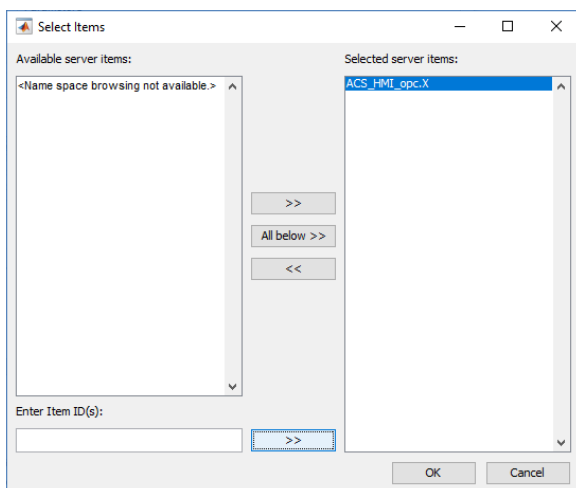 Select Items
Available server items:
Selected server items:
<Name space browsing not available.>
ACS_HMI_opc.X
>>
All below >>
<<
Enter Item ID(s):
>>
OK
Cancel